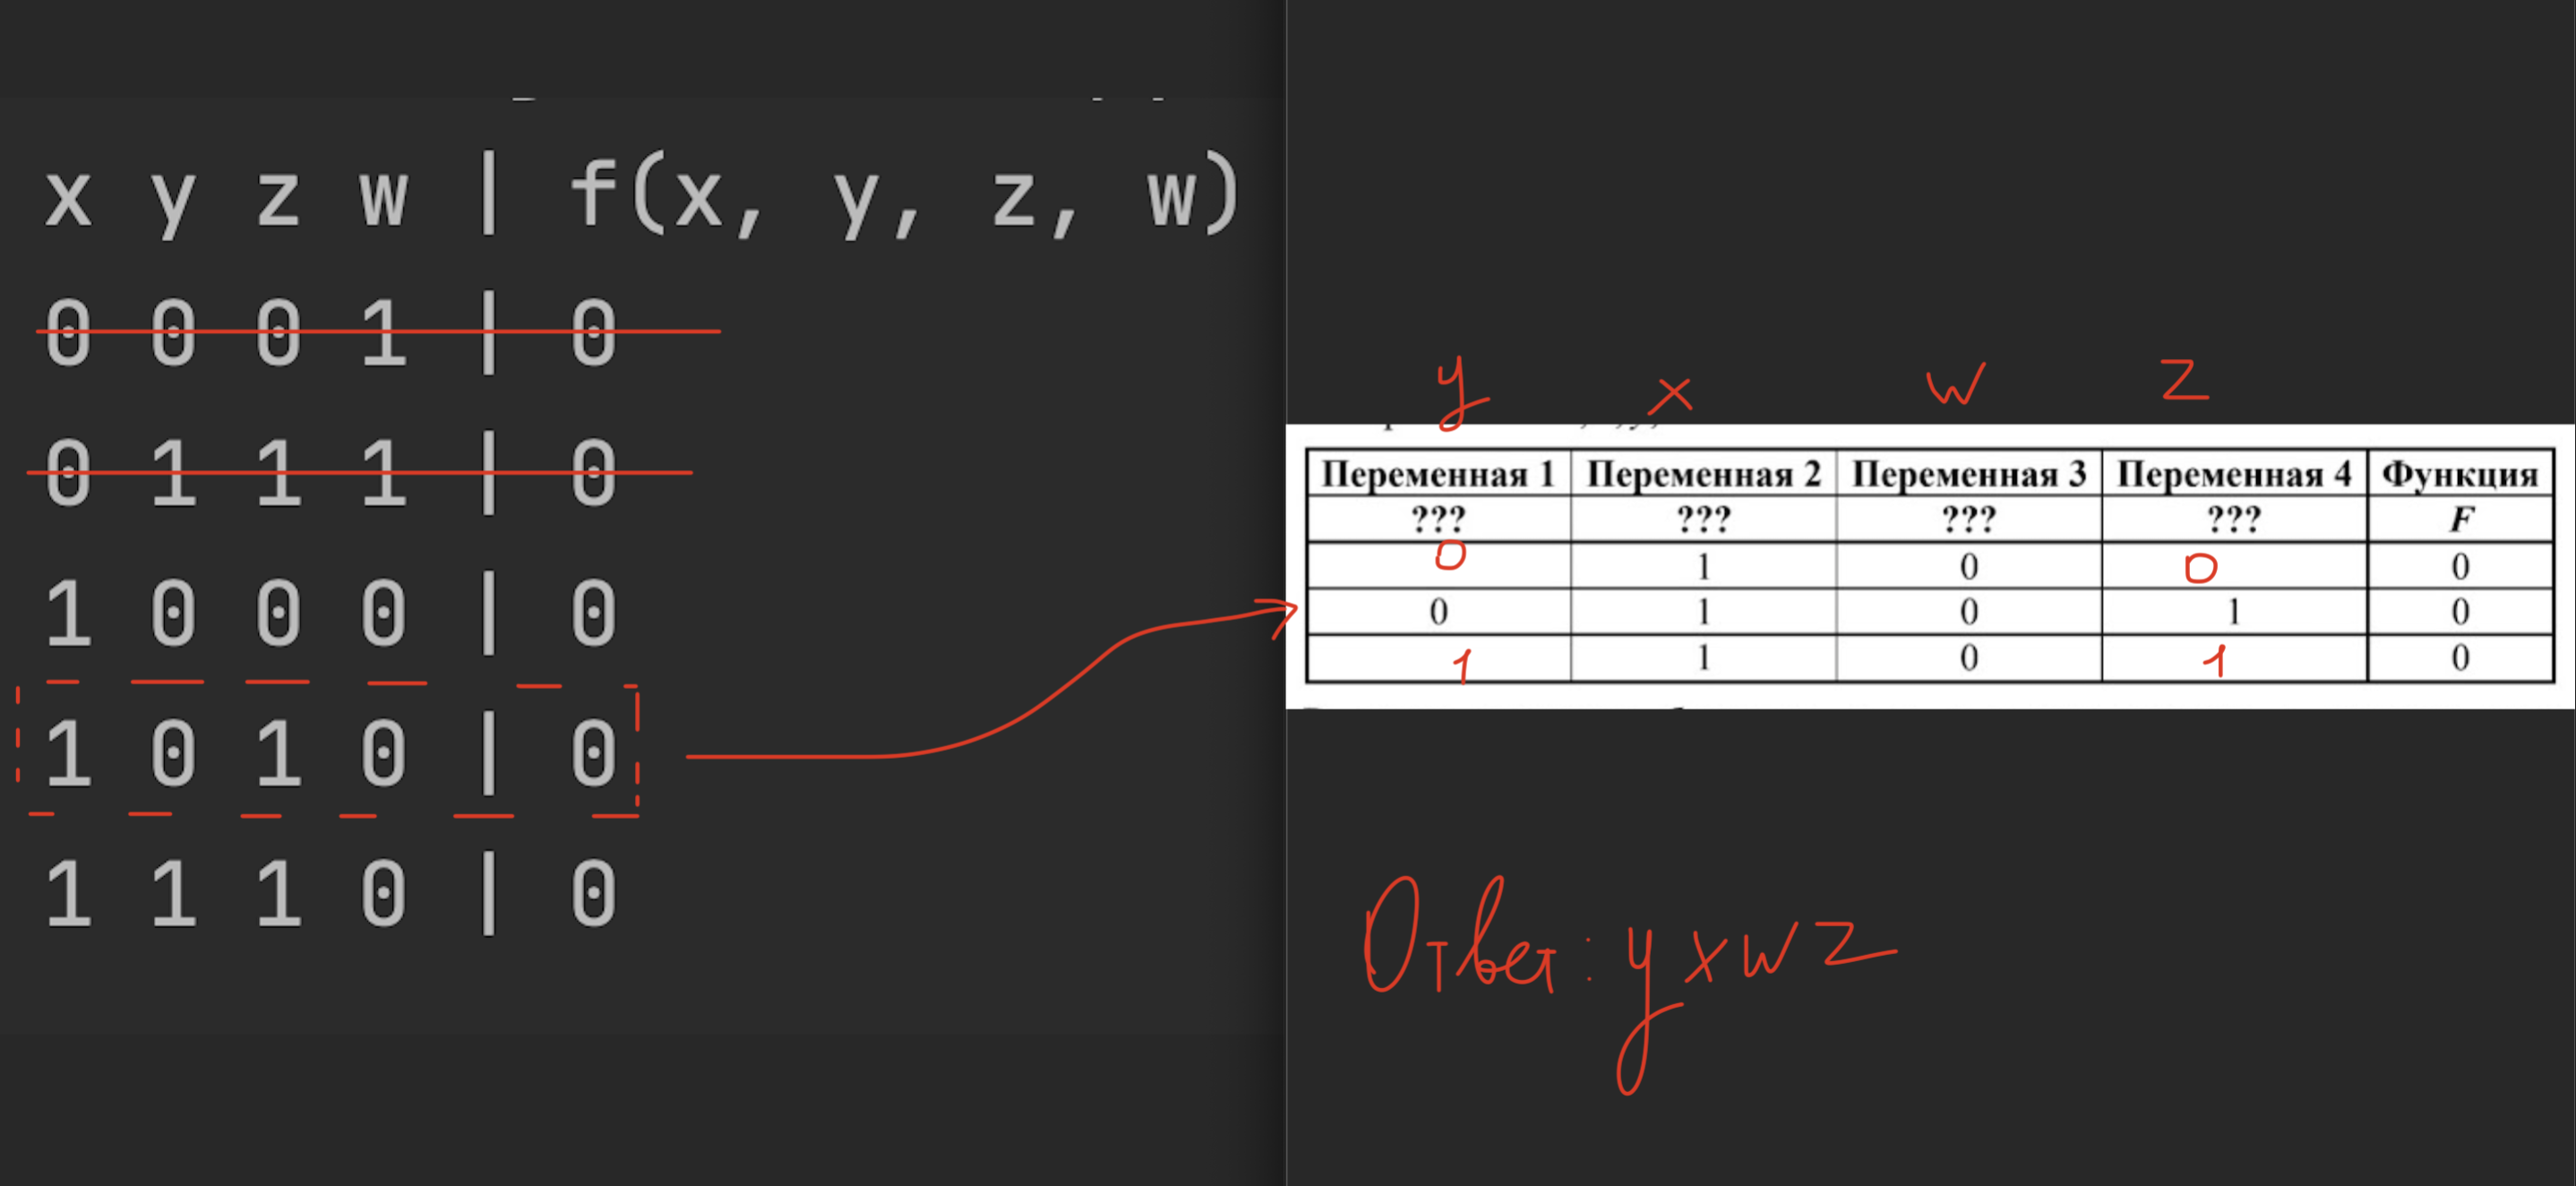 x y z w | f(x, y, z, w)
0 0 0 1 | 0
0 1 1 1 | 0
1 0 0 0 | 0
1 0 1 0 | 0
1 1 1 0 | 0
y x w z
Переменная 1 Переменная 2 Переменная 3 Переменная 4 Функция
??? ??? ??? ??? F
0 1 0 0 0
0 1 0 1 0
1 1 0 1 0
Ответ: y x w z